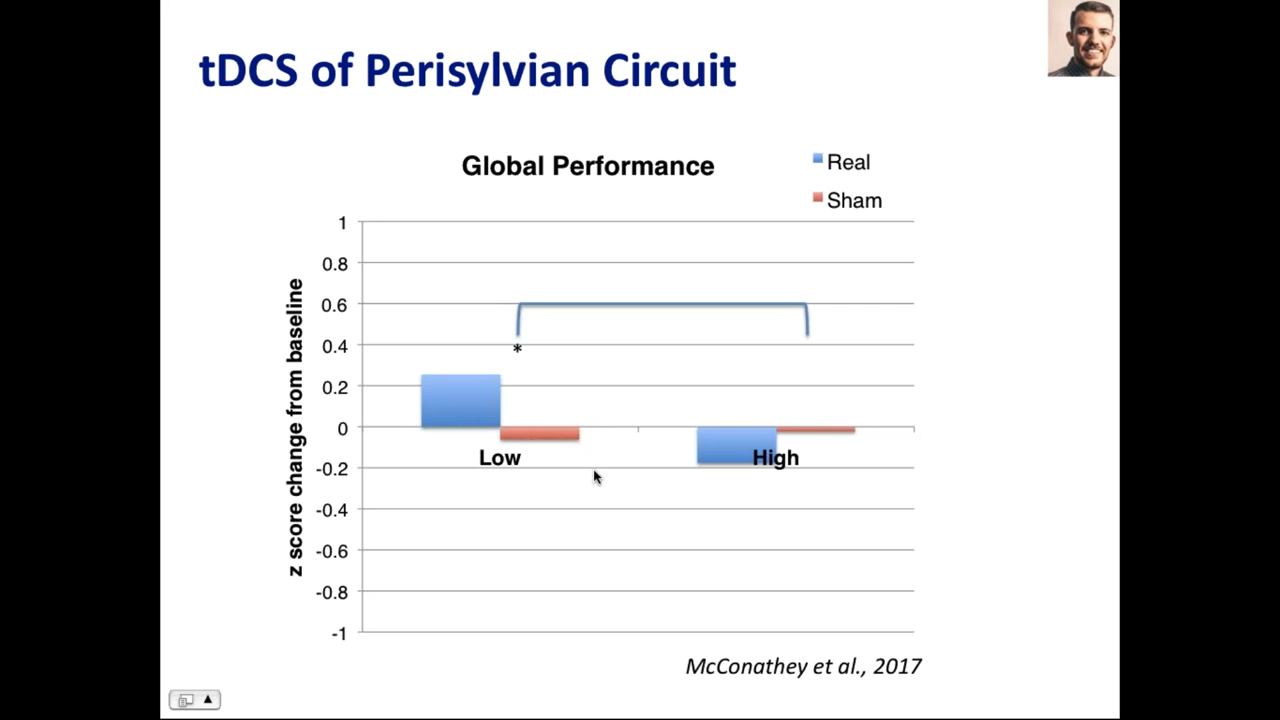 tDCS of Perisylvian Circuit
Global Performance
Real
Sham
z score change from baseline
1
0.8
0.6
0.4
*
0.2
0
-0.2
-0.4
-0.6
-0.8
-1
Low
High
McConathey et al., 2017